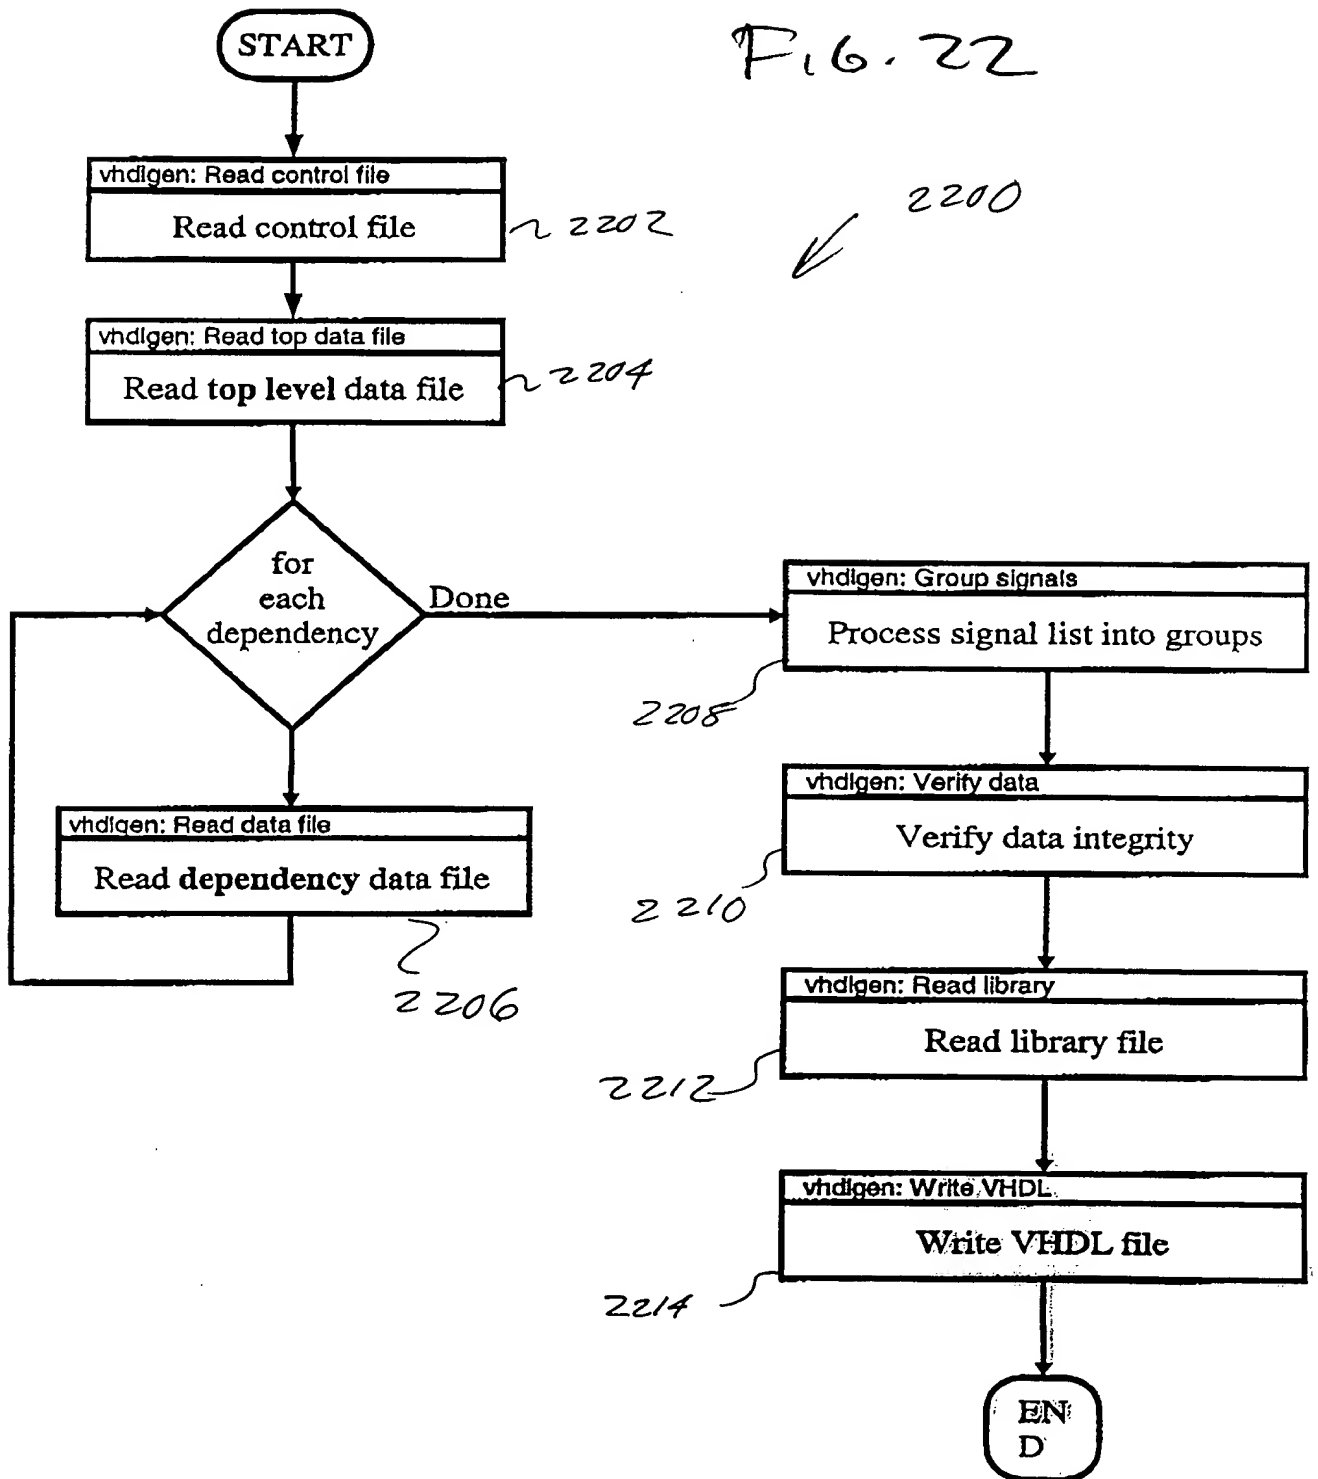 START
FIG. 22
vhdlgen: Read control file
Read control file
2202
2200
vhdlgen: Read top data file
Read top level data file
2204
for
each
dependency
Done
vhdlgen: Read data file
Read dependency data file
2206
vhdlgen: Group signals
Process signal list into groups
2208
vhdlgen: Verify data
Verify data integrity
2210
vhdlgen: Read library
Read library file
2212
vhdlgen: Write VHDL
Write VHDL file
2214
EN
D